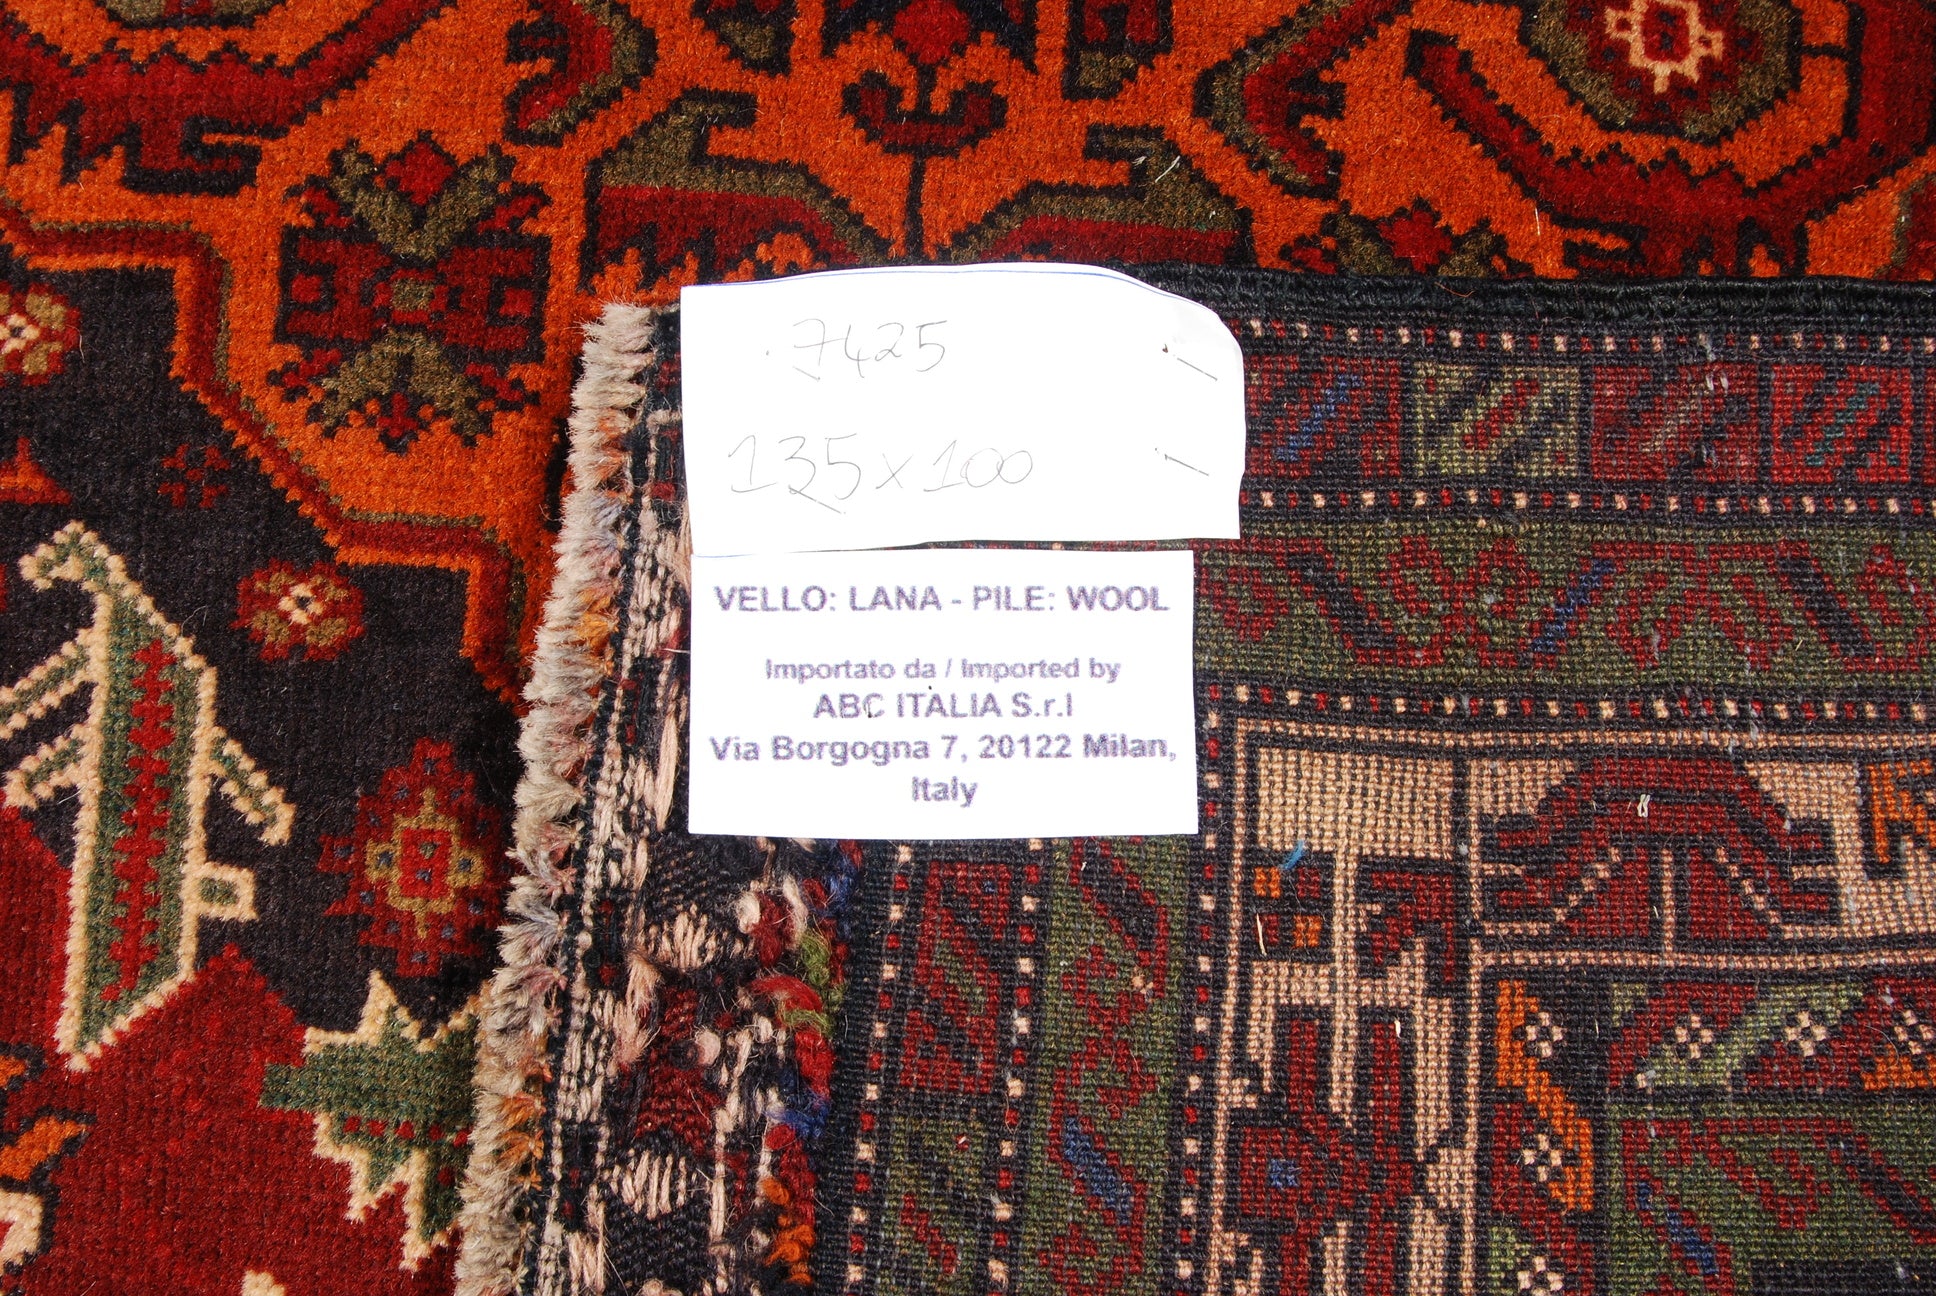 7425
135x100
VELLO: LANA - PILE: WOOL
Importato da / Imported by
ABC ITALIA S.r.l
Via Borgogna 7, 20122 Milan,
Italy